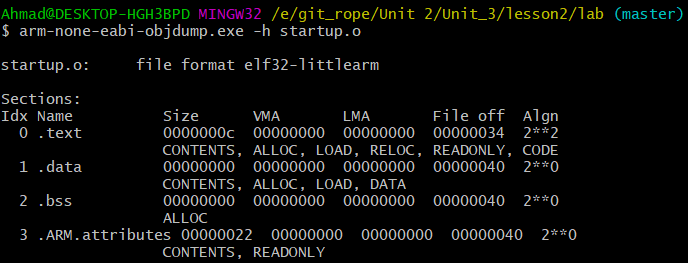 Ahmad@DESKTOP-HGH3BPD MINGW32 /e/git_rope/Unit 2/Unit_3/lesson2/lab (master)
$ arm-none-eabi-objdump.exe -h startup.o

startup.o:     file format elf32-littlearm

Sections:
Idx Name          Size      VMA       LMA       File off  Algn
  0 .text         0000000c  00000000  00000000  00000034  2**2
                  CONTENTS, ALLOC, LOAD, RELOC, READONLY, CODE
  1 .data         00000000  00000000  00000000  00000040  2**0
                  CONTENTS, ALLOC, LOAD, DATA
  2 .bss          00000000  00000000  00000000  00000040  2**0
                  ALLOC
  3 .ARM.attributes 00000022  00000000  00000000  00000040  2**0
                  CONTENTS, READONLY